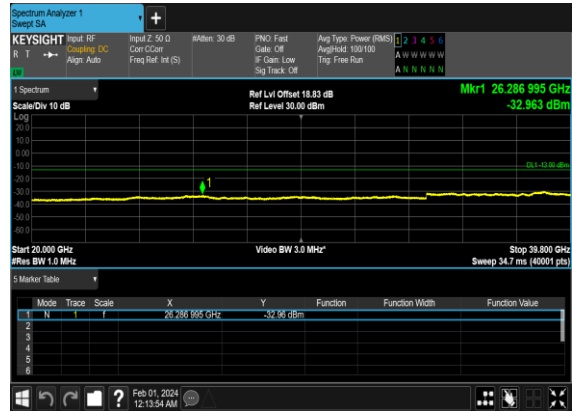 Spectrum Analyzer 1
Swept SA
+
KEYSIGHT Input: RF Input Z: 50 Ω #Atten: 30 dB PNO: Fast Avg Type: Power (RMS) 1 2 3 4 5 6
R T Coupling: DC Corr CCorr Gate: Off Avg|Hold: 100/100 A W W W W W
Align: Auto Freq Ref: Int (S) IF Gain: Low Trig: Free Run
Sig Track: Off A N N N N N
1 Spectrum
Ref Lvl Offset 18.83 dB Mkr1 26.286 995 GHz
Scale/Div 10 dB Ref Level 30.00 dBm -32.963 dBm
Log
20.0
10.0
0.00
-10.0
DL1 -13.00 dBm
-20.0
1
-30.0
-40.0
-50.0
-60.0
Start 20.000 GHz Video BW 3.0 MHz* Stop 39.800 GHz
#Res BW 1.0 MHz Sweep 34.7 ms (40001 pts)
5 Marker Table
Mode Trace Scale X Y Function Function Width Function Value
1 N 1 f 26.286 995 GHz -32.96 dBm
2
3
4
5
6
? Feb 01, 2024
12:13:54 AM